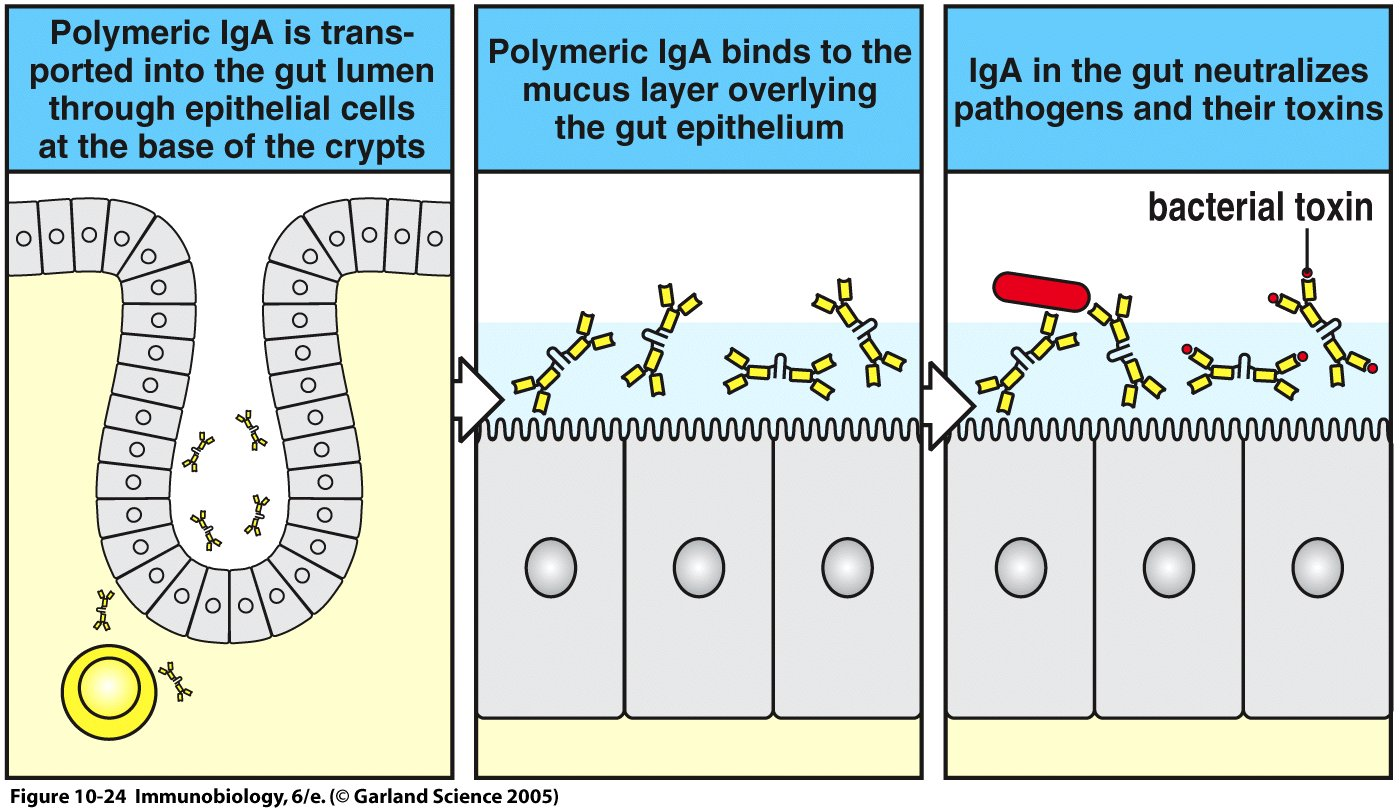 Polymeric IgA is trans-
ported into the gut lumen
through epithelial cells
at the base of the crypts
Polymeric IgA binds to the
mucus layer overlying
the gut epithelium
IgA in the gut neutralizes
pathogens and their toxins
bacterial toxin
Figure 10-24 Immunobiology, 6/e. (© Garland Science 2005)